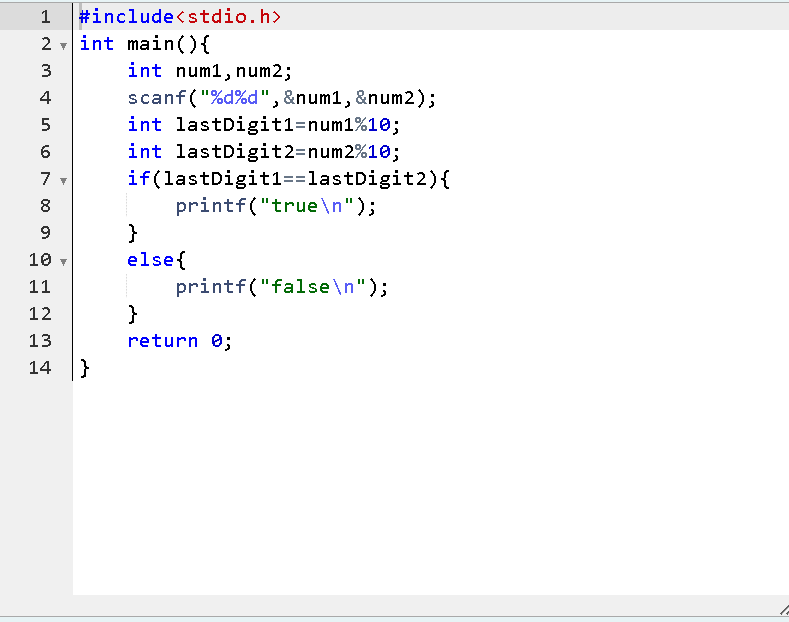 1 #include<stdio.h>
2 int main(){
3     int num1,num2;
4     scanf("%d%d",&num1,&num2);
5     int lastDigit1=num1%10;
6     int lastDigit2=num2%10;
7     if(lastDigit1==lastDigit2){
8         printf("true\n");
9     }
10     else{
11         printf("false\n");
12     }
13     return 0;
14 }